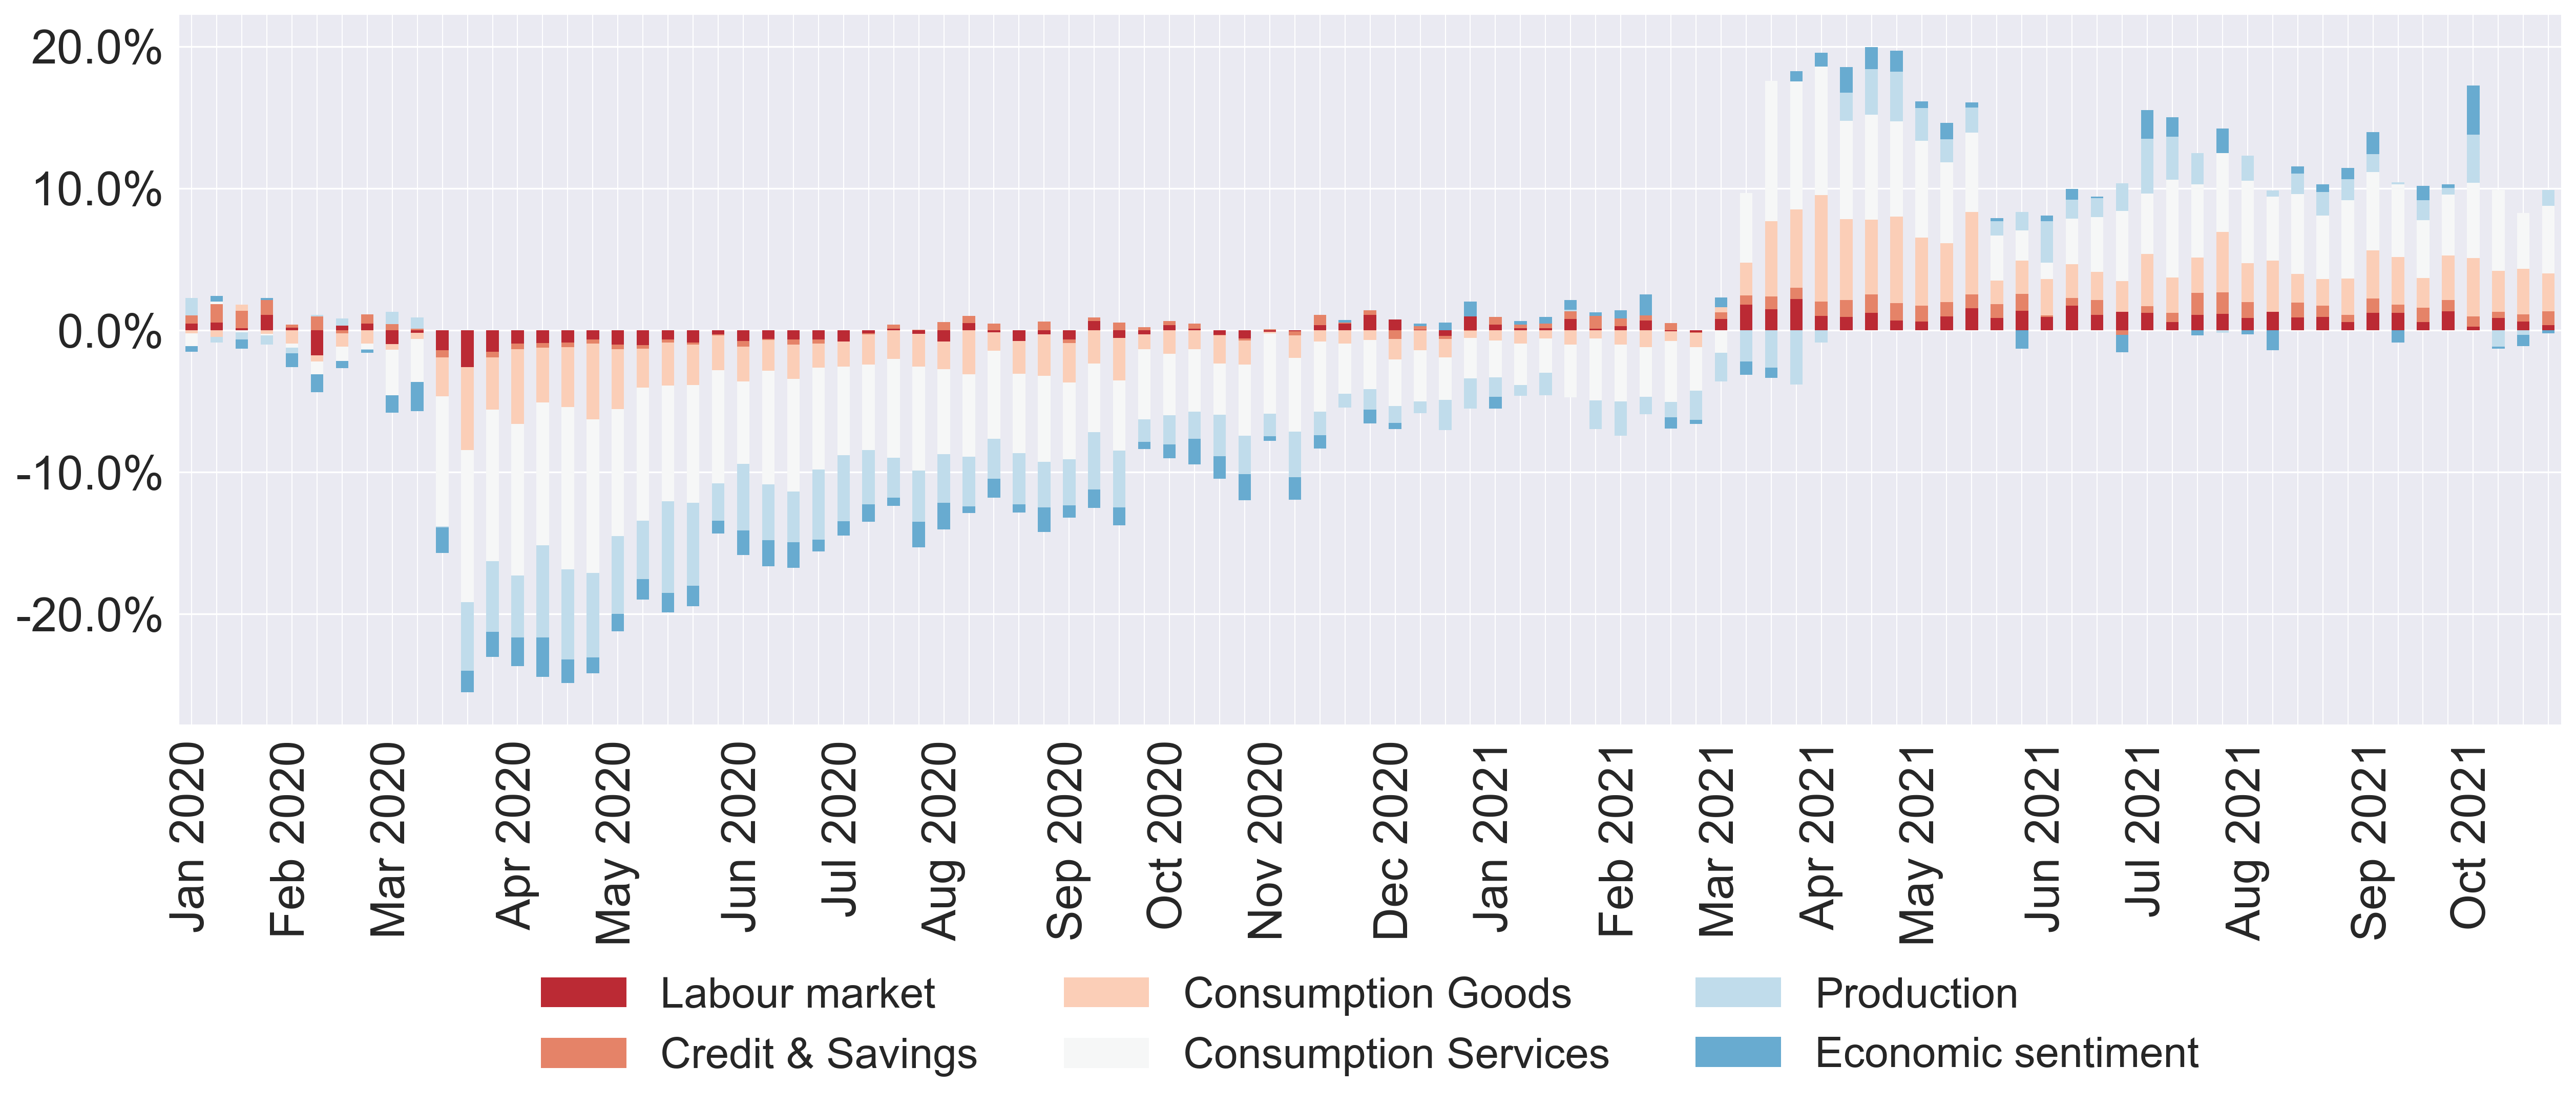 20.0%
10.0%
0.0%
-10.0%
-20.0%
Jan 2020
Feb 2020
Mar 2020
Apr 2020
May 2020
Jun 2020
Jul 2020
Aug 2020
Sep 2020
Oct 2020
Nov 2020
Dec 2020
Jan 2021
Feb 2021
Mar 2021
Apr 2021
May 2021
Jun 2021
Jul 2021
Aug 2021
Sep 2021
Oct 2021
Labour market
Consumption Goods
Production
Credit & Savings
Consumption Services
Economic sentiment